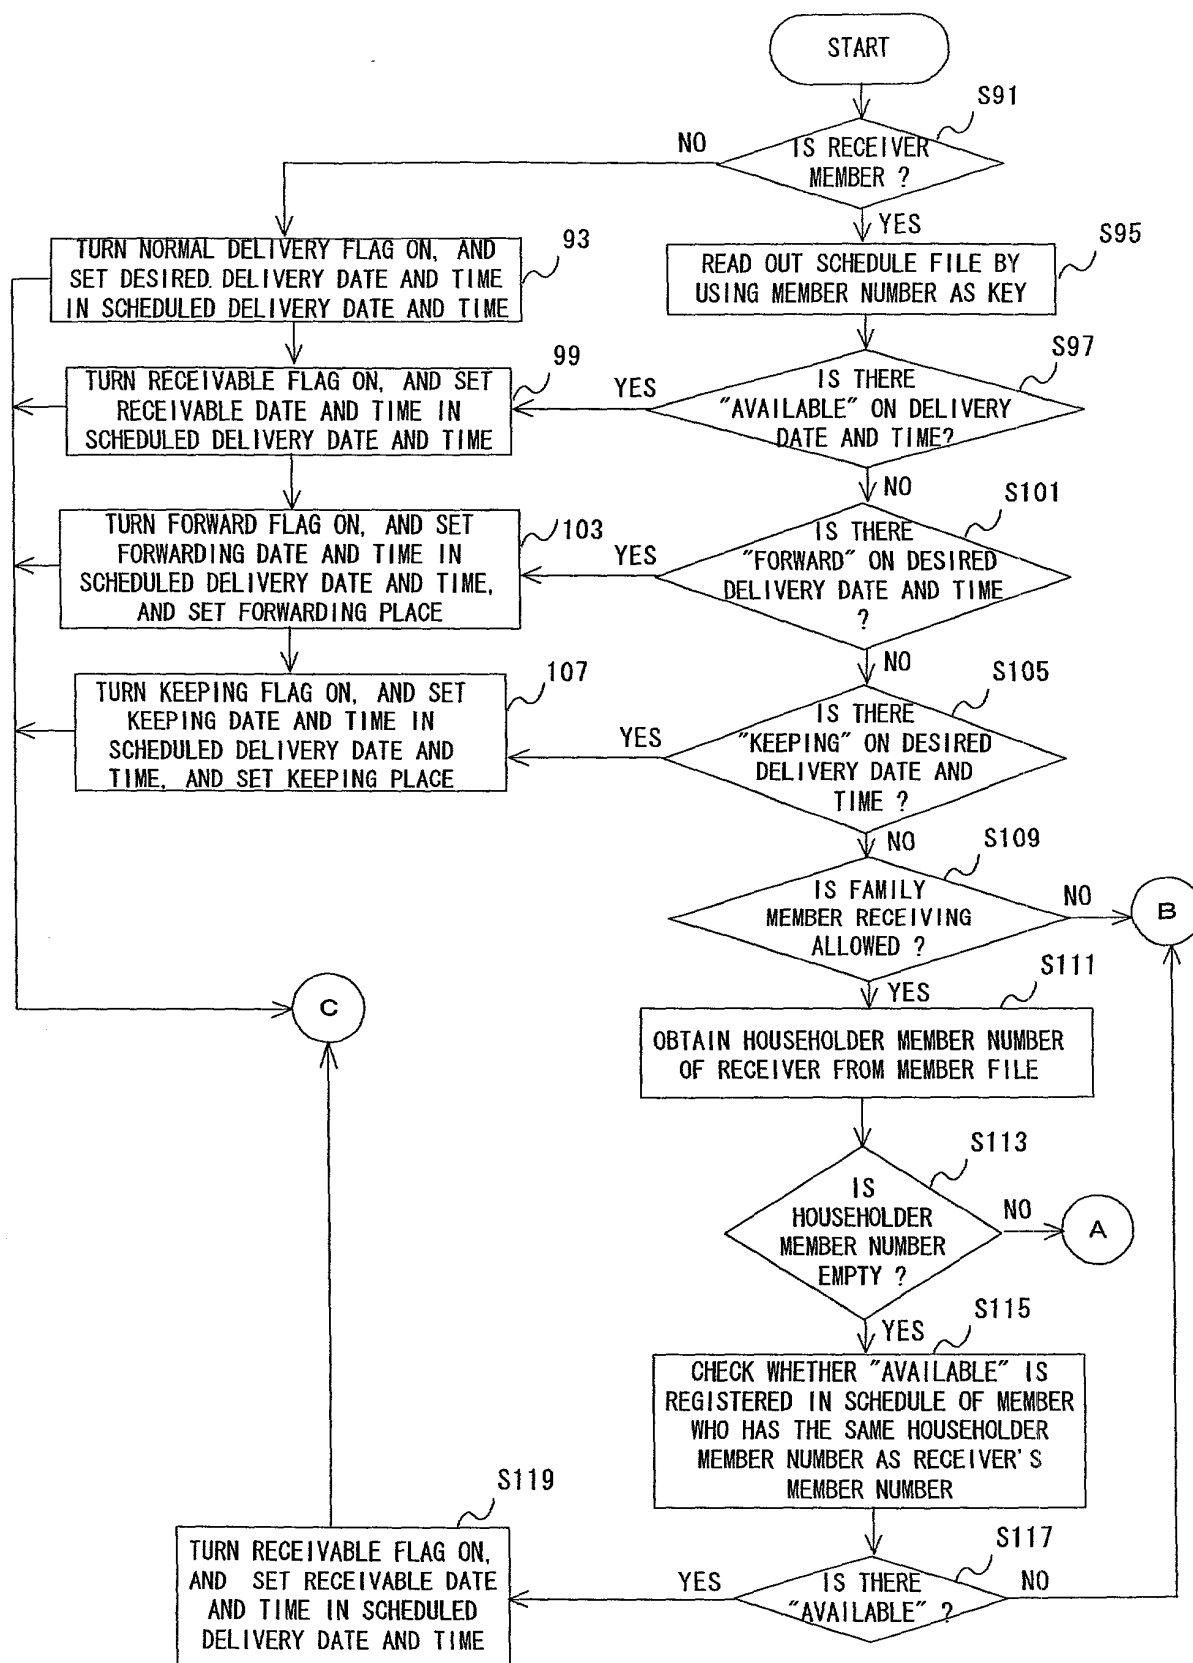 START
S91
IS RECEIVER
MEMBER ?
NO
YES
93
TURN NORMAL DELIVERY FLAG ON, AND
SET DESIRED. DELIVERY DATE AND TIME
IN SCHEDULED DELIVERY DATE AND TIME
S95
READ OUT SCHEDULE FILE BY
USING MEMBER NUMBER AS KEY
S97
IS THERE
"AVAILABLE" ON DELIVERY
DATE AND TIME?
YES
NO
99
TURN RECEIVABLE FLAG ON, AND SET
RECEIVABLE DATE AND TIME IN
SCHEDULED DELIVERY DATE AND TIME
S101
IS THERE
"FORWARD" ON DESIRED
DELIVERY DATE AND TIME
?
YES
NO
103
TURN FORWARD FLAG ON, AND SET
FORWARDING DATE AND TIME IN
SCHEDULED DELIVERY DATE AND TIME,
AND SET FORWARDING PLACE
S105
IS THERE
"KEEPING" ON DESIRED
DELIVERY DATE AND
TIME ?
YES
NO
107
TURN KEEPING FLAG ON, AND SET
KEEPING DATE AND TIME IN
SCHEDULED DELIVERY DATE AND
TIME, AND SET KEEPING PLACE
S109
IS FAMILY
MEMBER RECEIVING
ALLOWED ?
NO
B
YES
C
S111
OBTAIN HOUSEHOLDER MEMBER NUMBER
OF RECEIVER FROM MEMBER FILE
S113
IS
HOUSEHOLDER
MEMBER NUMBER
EMPTY ?
NO
A
YES
S115
CHECK WHETHER "AVAILABLE" IS
REGISTERED IN SCHEDULE OF MEMBER
WHO HAS THE SAME HOUSEHOLDER
MEMBER NUMBER AS RECEIVER'S
MEMBER NUMBER
S117
IS THERE
"AVAILABLE" ?
YES
NO
S119
TURN RECEIVABLE FLAG ON,
AND SET RECEIVABLE DATE
AND TIME IN SCHEDULED
DELIVERY DATE AND TIME